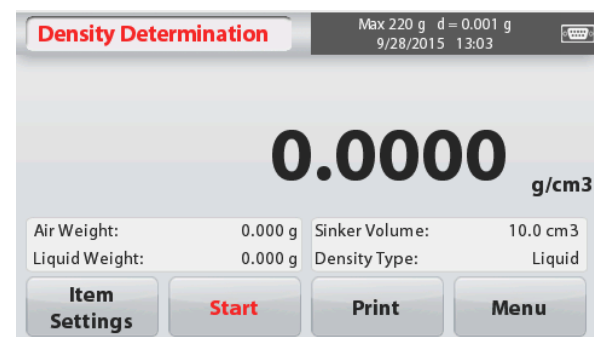 Density Determination
Max 220 g d = 0.001 g
9/28/2015 13:03
0.0000
g/cm3
Air Weight: 0.000 g
Liquid Weight: 0.000 g
Sinker Volume: 10.0 cm3
Density Type: Liquid
Item
Settings
Start
Print
Menu